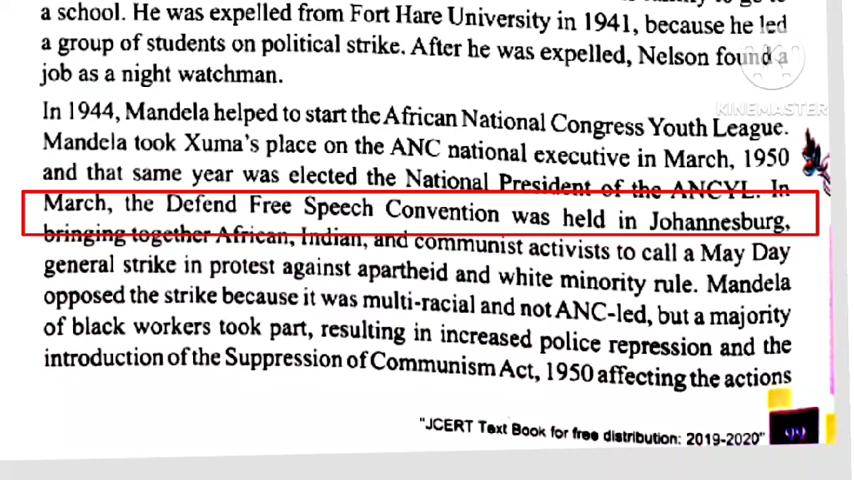 a school. He was expelled from Fort Hare University in 1941, because he led
a group of students on political strike. After he was expelled, Nelson found a
job as a night watchman.
KINEMASTER
In 1944, Mandela helped to start the African National Congress Youth League.
Mandela took Xuma's place on the ANC national executive in March, 1950
and that same year was elected the National President of the ANCYL. In
March, the Defend Free Speech Convention was held in Johannesburg,
bringing together African, Indian, and communist activists to call a May Day
general strike in protest against apartheid and white minority rule. Mandela
opposed the strike because it was multi-racial and not ANC-led, but a majority
of black workers took part, resulting in increased police repression and the
introduction of the Suppression of Communism Act, 1950 affecting the actions
"JCERT Text Book for free distribution: 2019-2020"